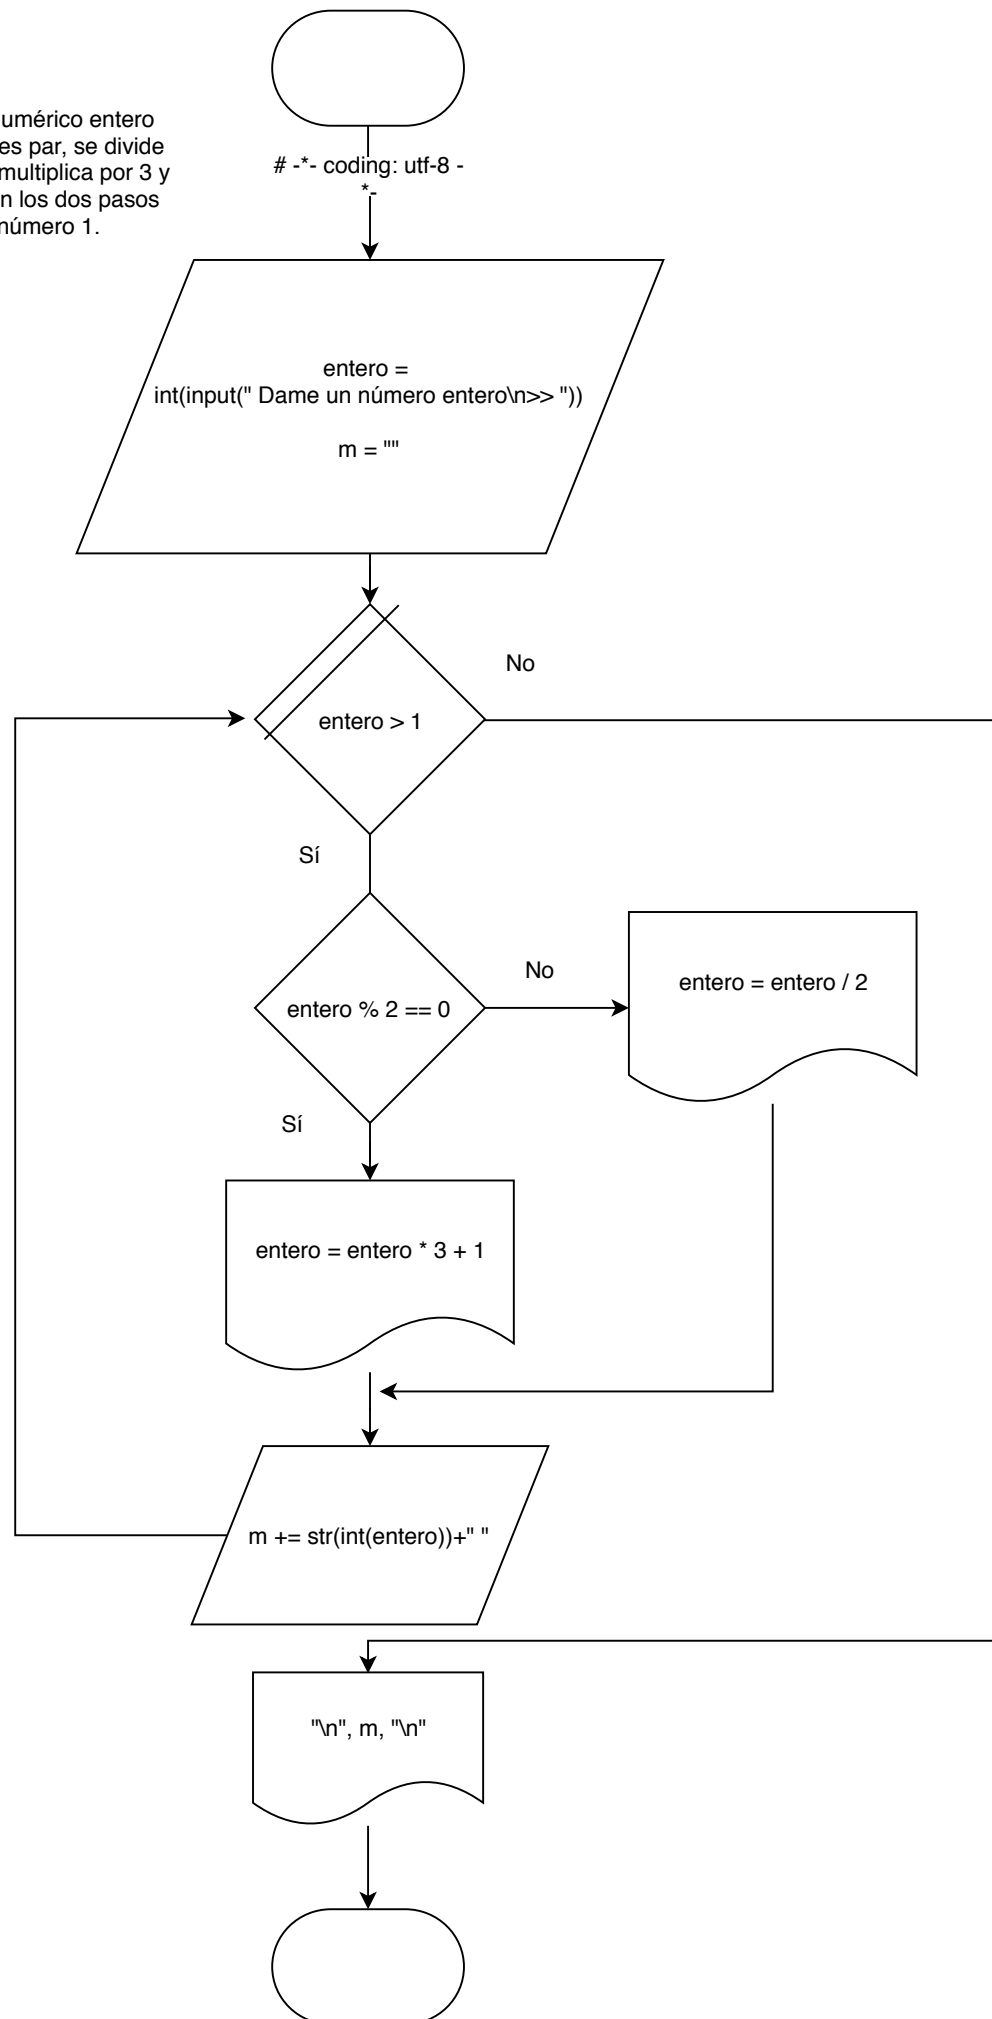 umérico entero
es par, se divide
multiplica por 3 y
n los dos pasos
número 1.
# -*- coding: utf-8 -
*-
entero =
int(input(" Dame un número entero\n>> "))
m = ""
No
entero > 1
Sí
No
entero = entero / 2
entero % 2 == 0
Sí
entero = entero * 3 + 1
m += str(int(entero))+" "
"\n", m, "\n"